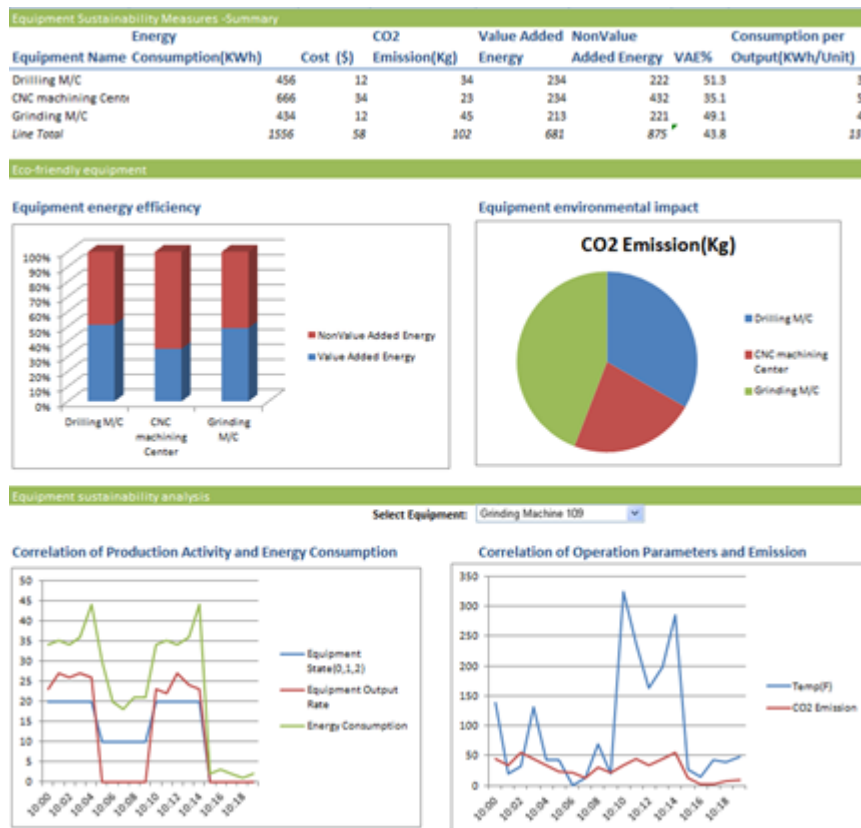 Equipment Sustainability Measures -Summary
Energy CO2 Value Added NonValue Consumption per
Equipment Name Consumption(KWh) Cost ($) Emission(Kg) Energy Added Energy VAE% Output(KWh/Unit)
Drilling M/C 456 12 34 234 222 51.3
CNC machining Cente 666 34 23 234 432 35.1
Grinding M/C 434 12 45 213 221 49.1
Line Total 1556 58 102 681 875 43.8
Eco-friendly equipment
Equipment energy efficiency
Equipment environmental impact
100%
90%
80%
70%
60%
50%
40%
30%
20%
10%
0%
Drilling M/C
CNC
machining
Center
Grinding
M/C
NonValue Added Energy
Value Added Energy
CO2 Emission(Kg)
Drilling M/C
CNC machining
Center
Grinding M/C
Equipment sustainability analysis
Select Equipment: Grinding Machine 109
Correlation of Production Activity and Energy Consumption
Correlation of Operation Parameters and Emission
50
45
40
35
30
25
20
15
10
5
0
10:00
10:02
10:04
10:06
10:08
10:10
10:12
10:14
10:16
10:18
Equipment
State(0,1,2)
Equipment Output
Rate
Energy Consumption
350
300
250
200
150
100
50
0
10:00
10:02
10:04
10:06
10:08
10:10
10:12
10:14
10:16
10:18
Temp(F)
CO2 Emission